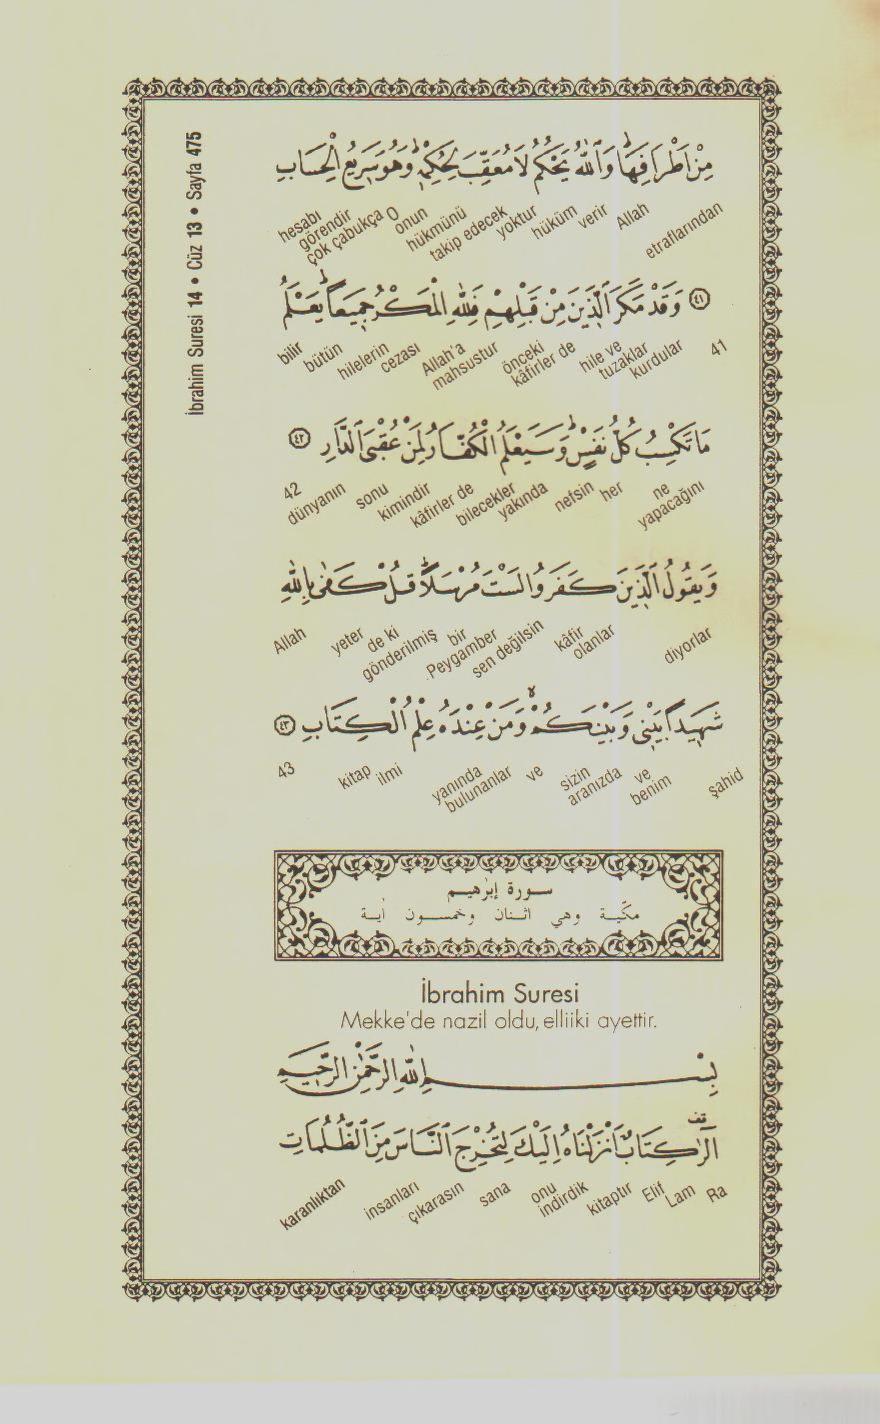 İbrahim Suresi 14 • Cüz 13 • Sayfa 475
مِنْ اَطْرَافِهَاۜ وَاللّٰهُ يَحْكُمُ لَا مُعَقِّبَ لِحُكْمِه۪ۜ وَهُوَ سَر۪يعُ الْحِسَابِ
etraflarından Allah verir hüküm yoktur takip edecek hükmünü onun O çok çabukça görendir hesabı
﴿٤١﴾ وَقَدْ مَكَرَ الَّذ۪ينَ مِنْ قَبْلِهِمْ فَلِلّٰهِ الْمَكْرُ جَم۪يعًاۜ يَعْلَمُ
41 kurdular tuzaklar hile ve kâfirler de önceki mahsustur Allah'a cezası hilelerin bütün bilir
مَا تَكْسِبُ كُلُّ نَفْسٍۜ وَسَيَعْلَمُ الْكُفَّارُ لِمَنْ عُقْبَى الدَّارِ ﴿٤٢﴾
ne yapacağını her nefsin yakında bilecekler kâfirler de kimindir sonu dünyanın 42
وَيَقُولُ الَّذ۪ينَ كَفَرُوا لَسْتَ مُرْسَلًاۜ قُلْ كَفٰى بِاللّٰهِ
diyorlar olanlar kâfir sen değilsin Peygamber bir gönderilmiş de ki yeter Allah
شَه۪يدًا بَيْن۪ي وَبَيْنَكُمْۙ وَمَنْ عِنْدَهُ عِلْمُ الْكِتَابِ ﴿٤٣﴾
şahid benim ve aranızda sizin ve bulunanlar yanında ilmi kitap 43
سورة إبرٰهيم
مكّية وهي اثنان وخمسون أية
İbrahim Suresi
Mekke'de nazil oldu, elliiki ayettir.
بِسْمِ اللّٰهِ الرَّحْمٰنِ الرَّح۪يمِ
قف
الٓرٰ كِتَابٌ اَنْزَلْنَاهُ اِلَيْكَ لِتُخْرِجَ النَّاسَ مِنَ الظُّلُمَاتِ
Ra Lam Elif kitaptır indirdik onu sana çıkarasın insanları karanlıktan